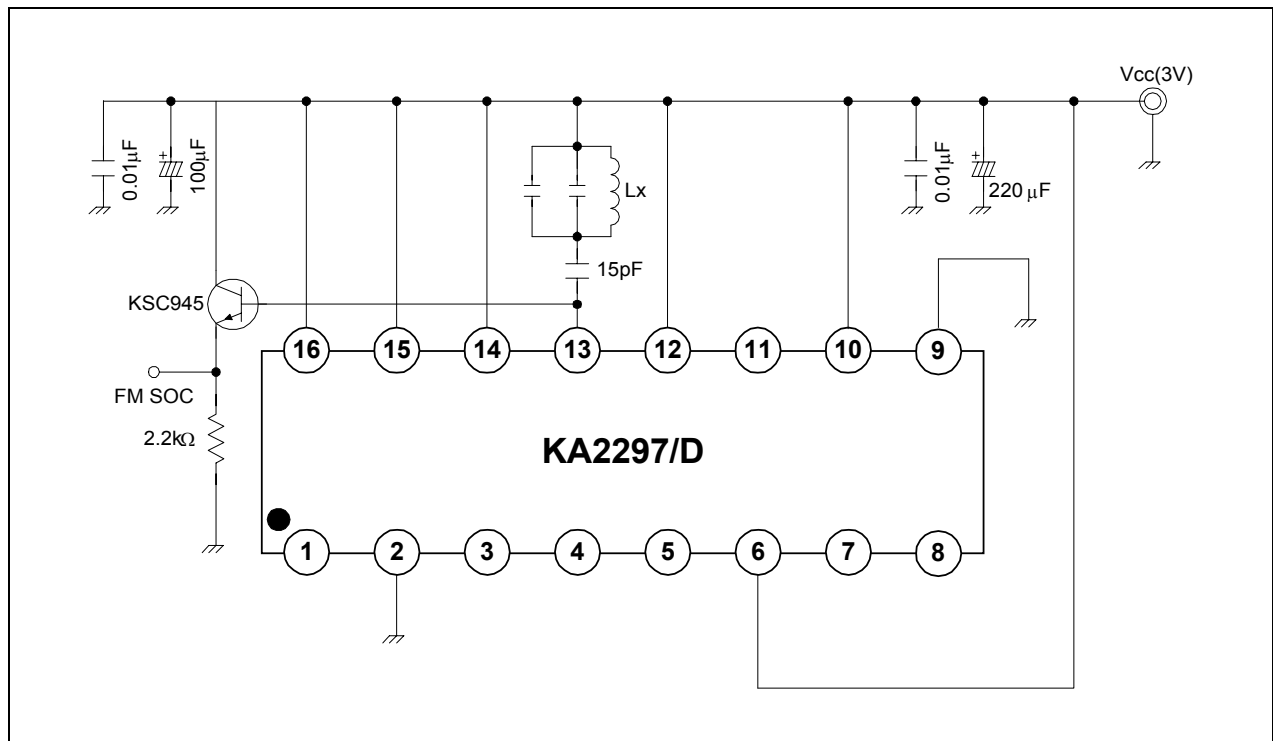 Vcc(3V)
0.01μF
100μF
Lx
0.01μF
220 μF
15pF
KSC945
16
15
14
13
12
11
10
9
FM SOC
2.2kΩ
KA2297/D
1
2
3
4
5
6
7
8